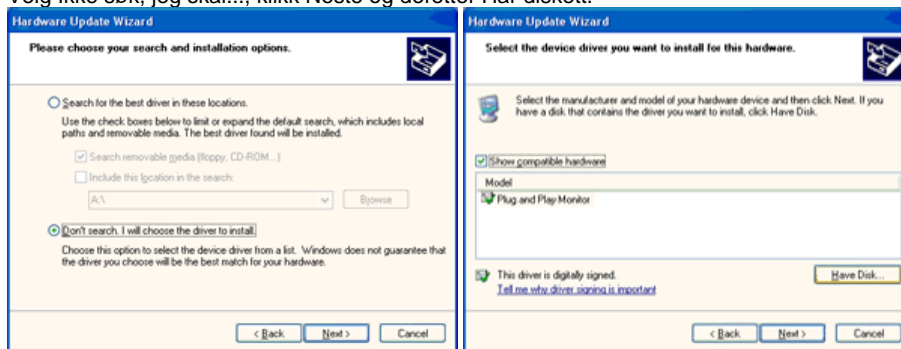 Velg Ikke søk, jeg skal..., klikk Neste og deretter Har diskett.
Hardware Update Wizard
Please choose your search and installation options.
Search for the best driver in these locations.
Use the check boxes below to limit or expand the default search, which includes local
paths and removable media. The best driver found will be installed.
Search removable media (floppy, CD-ROM...)
Include this location in the search:
A:\
Browse
Don't search. I will choose the driver to install.
Choose this option to select the device driver from a list. Windows does not guarantee that
the driver you choose will be the best match for your hardware.
< Back
Next >
Cancel
Hardware Update Wizard
Select the device driver you want to install for this hardware.
Select the manufacturer and model of your hardware device and then click Next. If you
have a disk that contains the driver you want to install, click Have Disk.
Show compatible hardware
Model
Plug and Play Monitor
This driver is digitally signed.
Tell me why driver signing is important
Have Disk...
< Back
Next >
Cancel